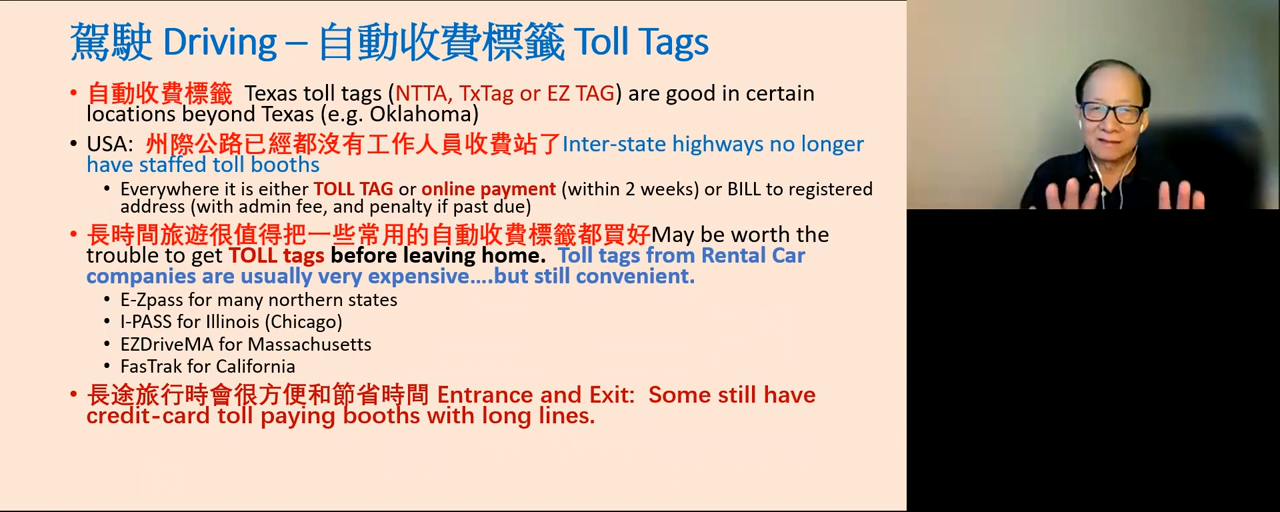 駕駛 Driving – 自動收費標籤 Toll Tags
• 自動收費標籤 Texas toll tags (NTTA, TxTag or EZ TAG) are good in certain
locations beyond Texas (e.g. Oklahoma)
• USA: 州際公路已經都沒有工作人員收費站了Inter-state highways no longer
have staffed toll booths
• Everywhere it is either TOLL TAG or online payment (within 2 weeks) or BILL to registered
address (with admin fee, and penalty if past due)
• 長時間旅遊很值得把一些常用的自動收費標籤都買好May be worth the
trouble to get TOLL tags before leaving home. Toll tags from Rental Car
companies are usually very expensive….but still convenient.
• E-Zpass for many northern states
• I-PASS for Illinois (Chicago)
• EZDriveMA for Massachusetts
• FasTrak for California
• 長途旅行時會很方便和節省時間 Entrance and Exit: Some still have
credit-card toll paying booths with long lines.